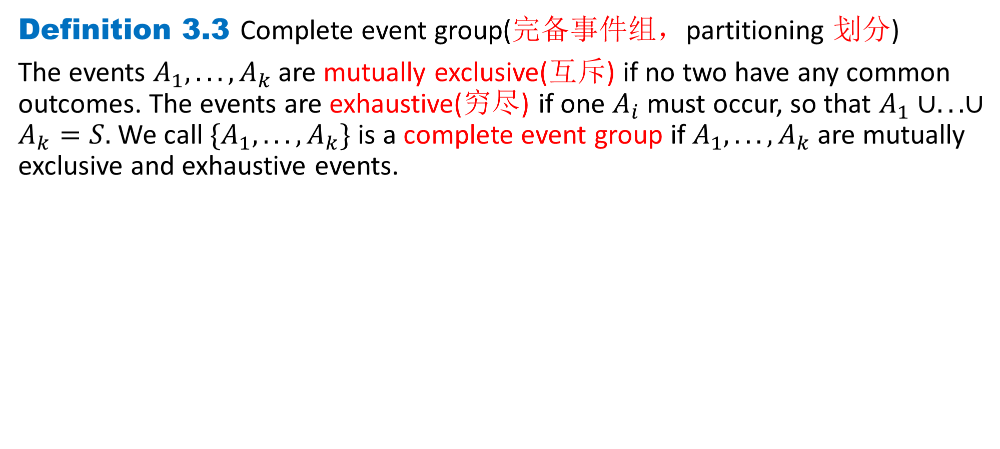 Definition 3.3 Complete event group(完备事件组，partitioning 划分)
The events A₁, . . . , Aₖ are mutually exclusive(互斥) if no two have any common
outcomes. The events are exhaustive(穷尽) if one Aᵢ must occur, so that A₁ ∪. . .∪
Aₖ = S. We call {A₁, . . . , Aₖ} is a complete event group if A₁, . . . , Aₖ are mutually
exclusive and exhaustive events.